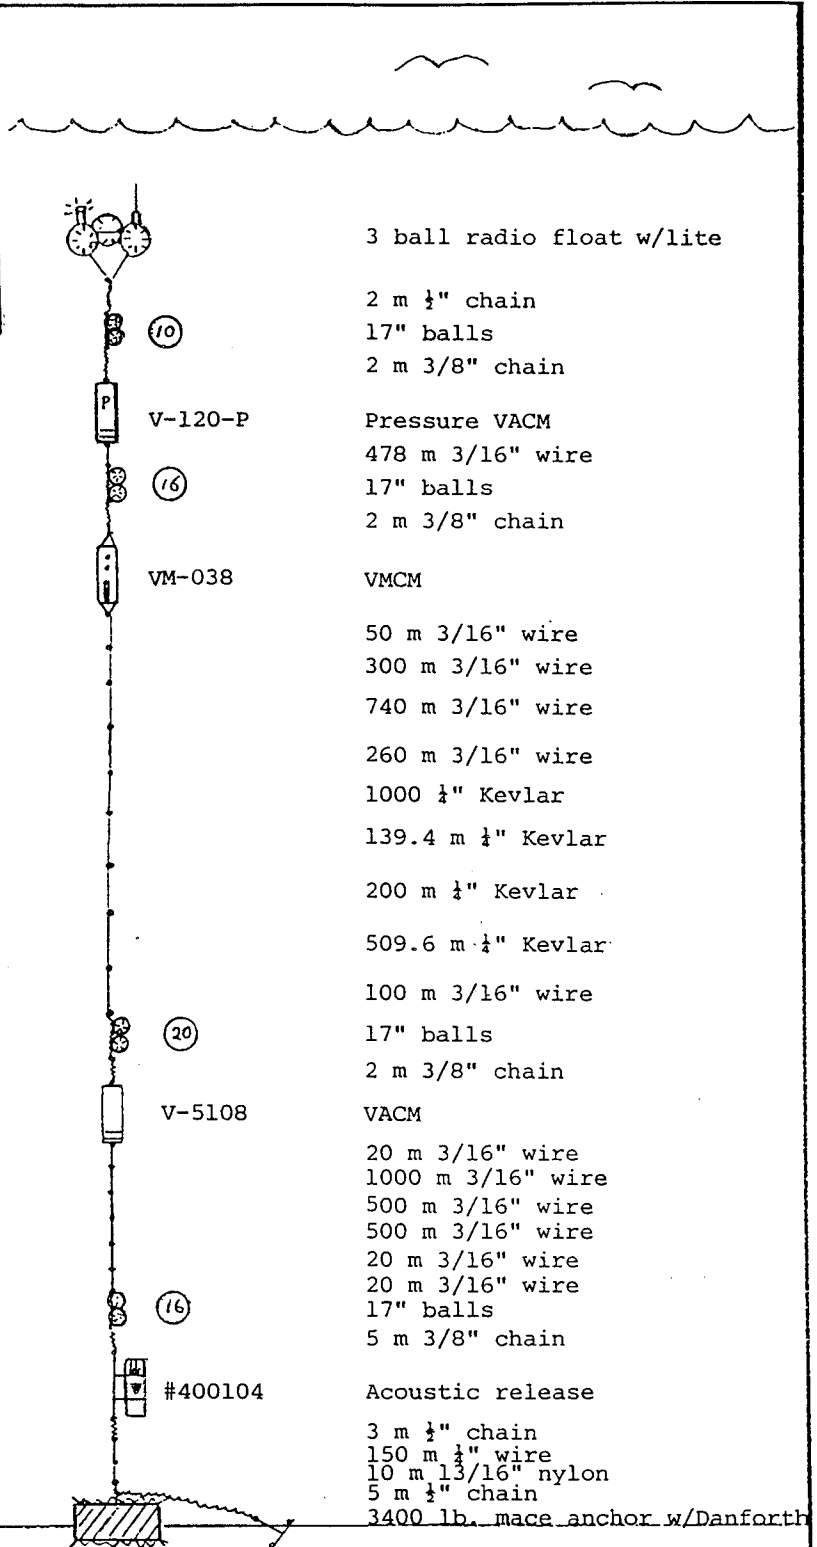 3 ball radio float w/lite
2 m ½" chain
⑩ 17" balls
2 m 3/8" chain
P
V-120-P Pressure VACM
478 m 3/16" wire
⑯ 17" balls
2 m 3/8" chain
VM-038 VMCM
50 m 3/16" wire
300 m 3/16" wire
740 m 3/16" wire
260 m 3/16" wire
1000 ¼" Kevlar
139.4 m ¼" Kevlar
200 m ¼" Kevlar
509.6 m ¼" Kevlar
100 m 3/16" wire
⑳ 17" balls
2 m 3/8" chain
V-5108 VACM
20 m 3/16" wire
1000 m 3/16" wire
500 m 3/16" wire
500 m 3/16" wire
20 m 3/16" wire
20 m 3/16" wire
⑯ 17" balls
5 m 3/8" chain
#400104 Acoustic release
3 m ½" chain
150 m ¼" wire
10 m 13/16" nylon
5 m ½" chain
3400 lb. mace anchor w/Danforth